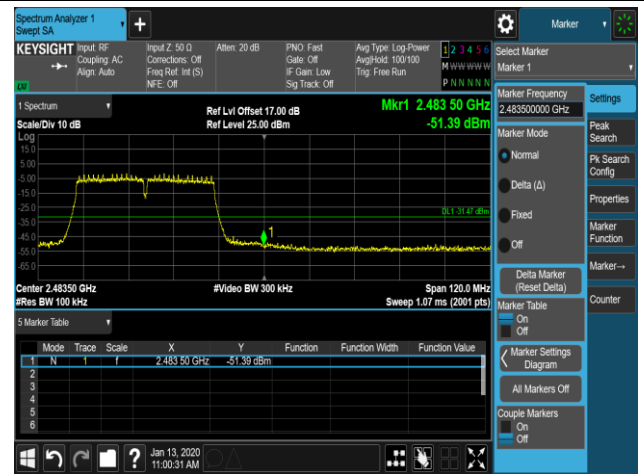 Spectrum Analyzer 1
Swept SA
+
Marker
KEYSIGHT
Input: RF
Coupling: AC
Align: Auto
Input Z: 50 Ω
Corrections: Off
Freq Ref: Int (S)
NFE: Off
Atten: 20 dB
PNO: Fast
Gate: Off
IF Gain: Low
Sig Track: Off
Avg Type: Log-Power
Avg|Hold: 100/100
Trig: Free Run
1 2 3 4 5 6
M W W W W W
P N N N N N
Select Marker
Marker 1
1 Spectrum
Scale/Div 10 dB
Ref Lvl Offset 17.00 dB
Ref Level 25.00 dBm
Mkr1 2.483 50 GHz
-51.39 dBm
Log
15.0
5.00
-5.00
-15.0
-25.0
-35.0
-45.0
-55.0
-65.0
DL1 -31.47 dBm
1
Center 2.48350 GHz
#Res BW 100 kHz
#Video BW 300 kHz
Span 120.0 MHz
Sweep 1.07 ms (2001 pts)
5 Marker Table
Mode Trace Scale X Y Function Function Width Function Value
1 N 1 f 2.483 50 GHz -51.39 dBm
2
3
4
5
6
Marker Frequency
2.483500000 GHz
Marker Mode
Normal
Delta (Δ)
Fixed
Off
Delta Marker
(Reset Delta)
Marker Table
On
Off
Marker Settings
Diagram
All Markers Off
Couple Markers
On
Off
Settings
Peak
Search
Pk Search
Config
Properties
Marker
Function
Marker→
Counter
?
Jan 13, 2020
11:00:31 AM